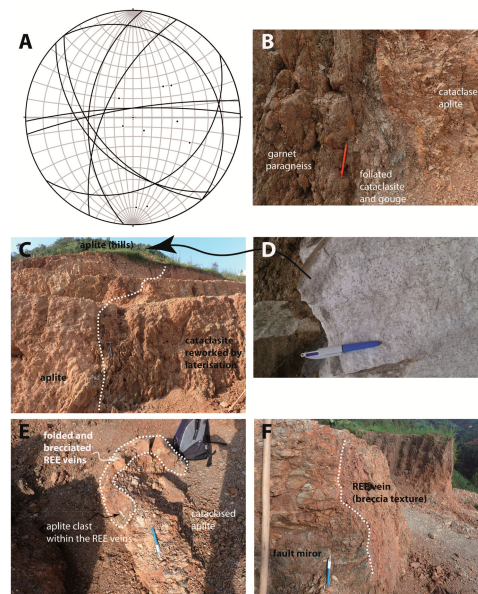 A
B
cataclase
aplite
garnet
paragneiss
foliated
cataclasite
and gouge
C
aplite (hills)
D
cataclasite
reworked by
laterisation
aplite
E
folded and
brecciated
REE veins
aplite clast
within the REE veins
cataclased
aplite
F
REE vein
(breccia texture)
fault miror